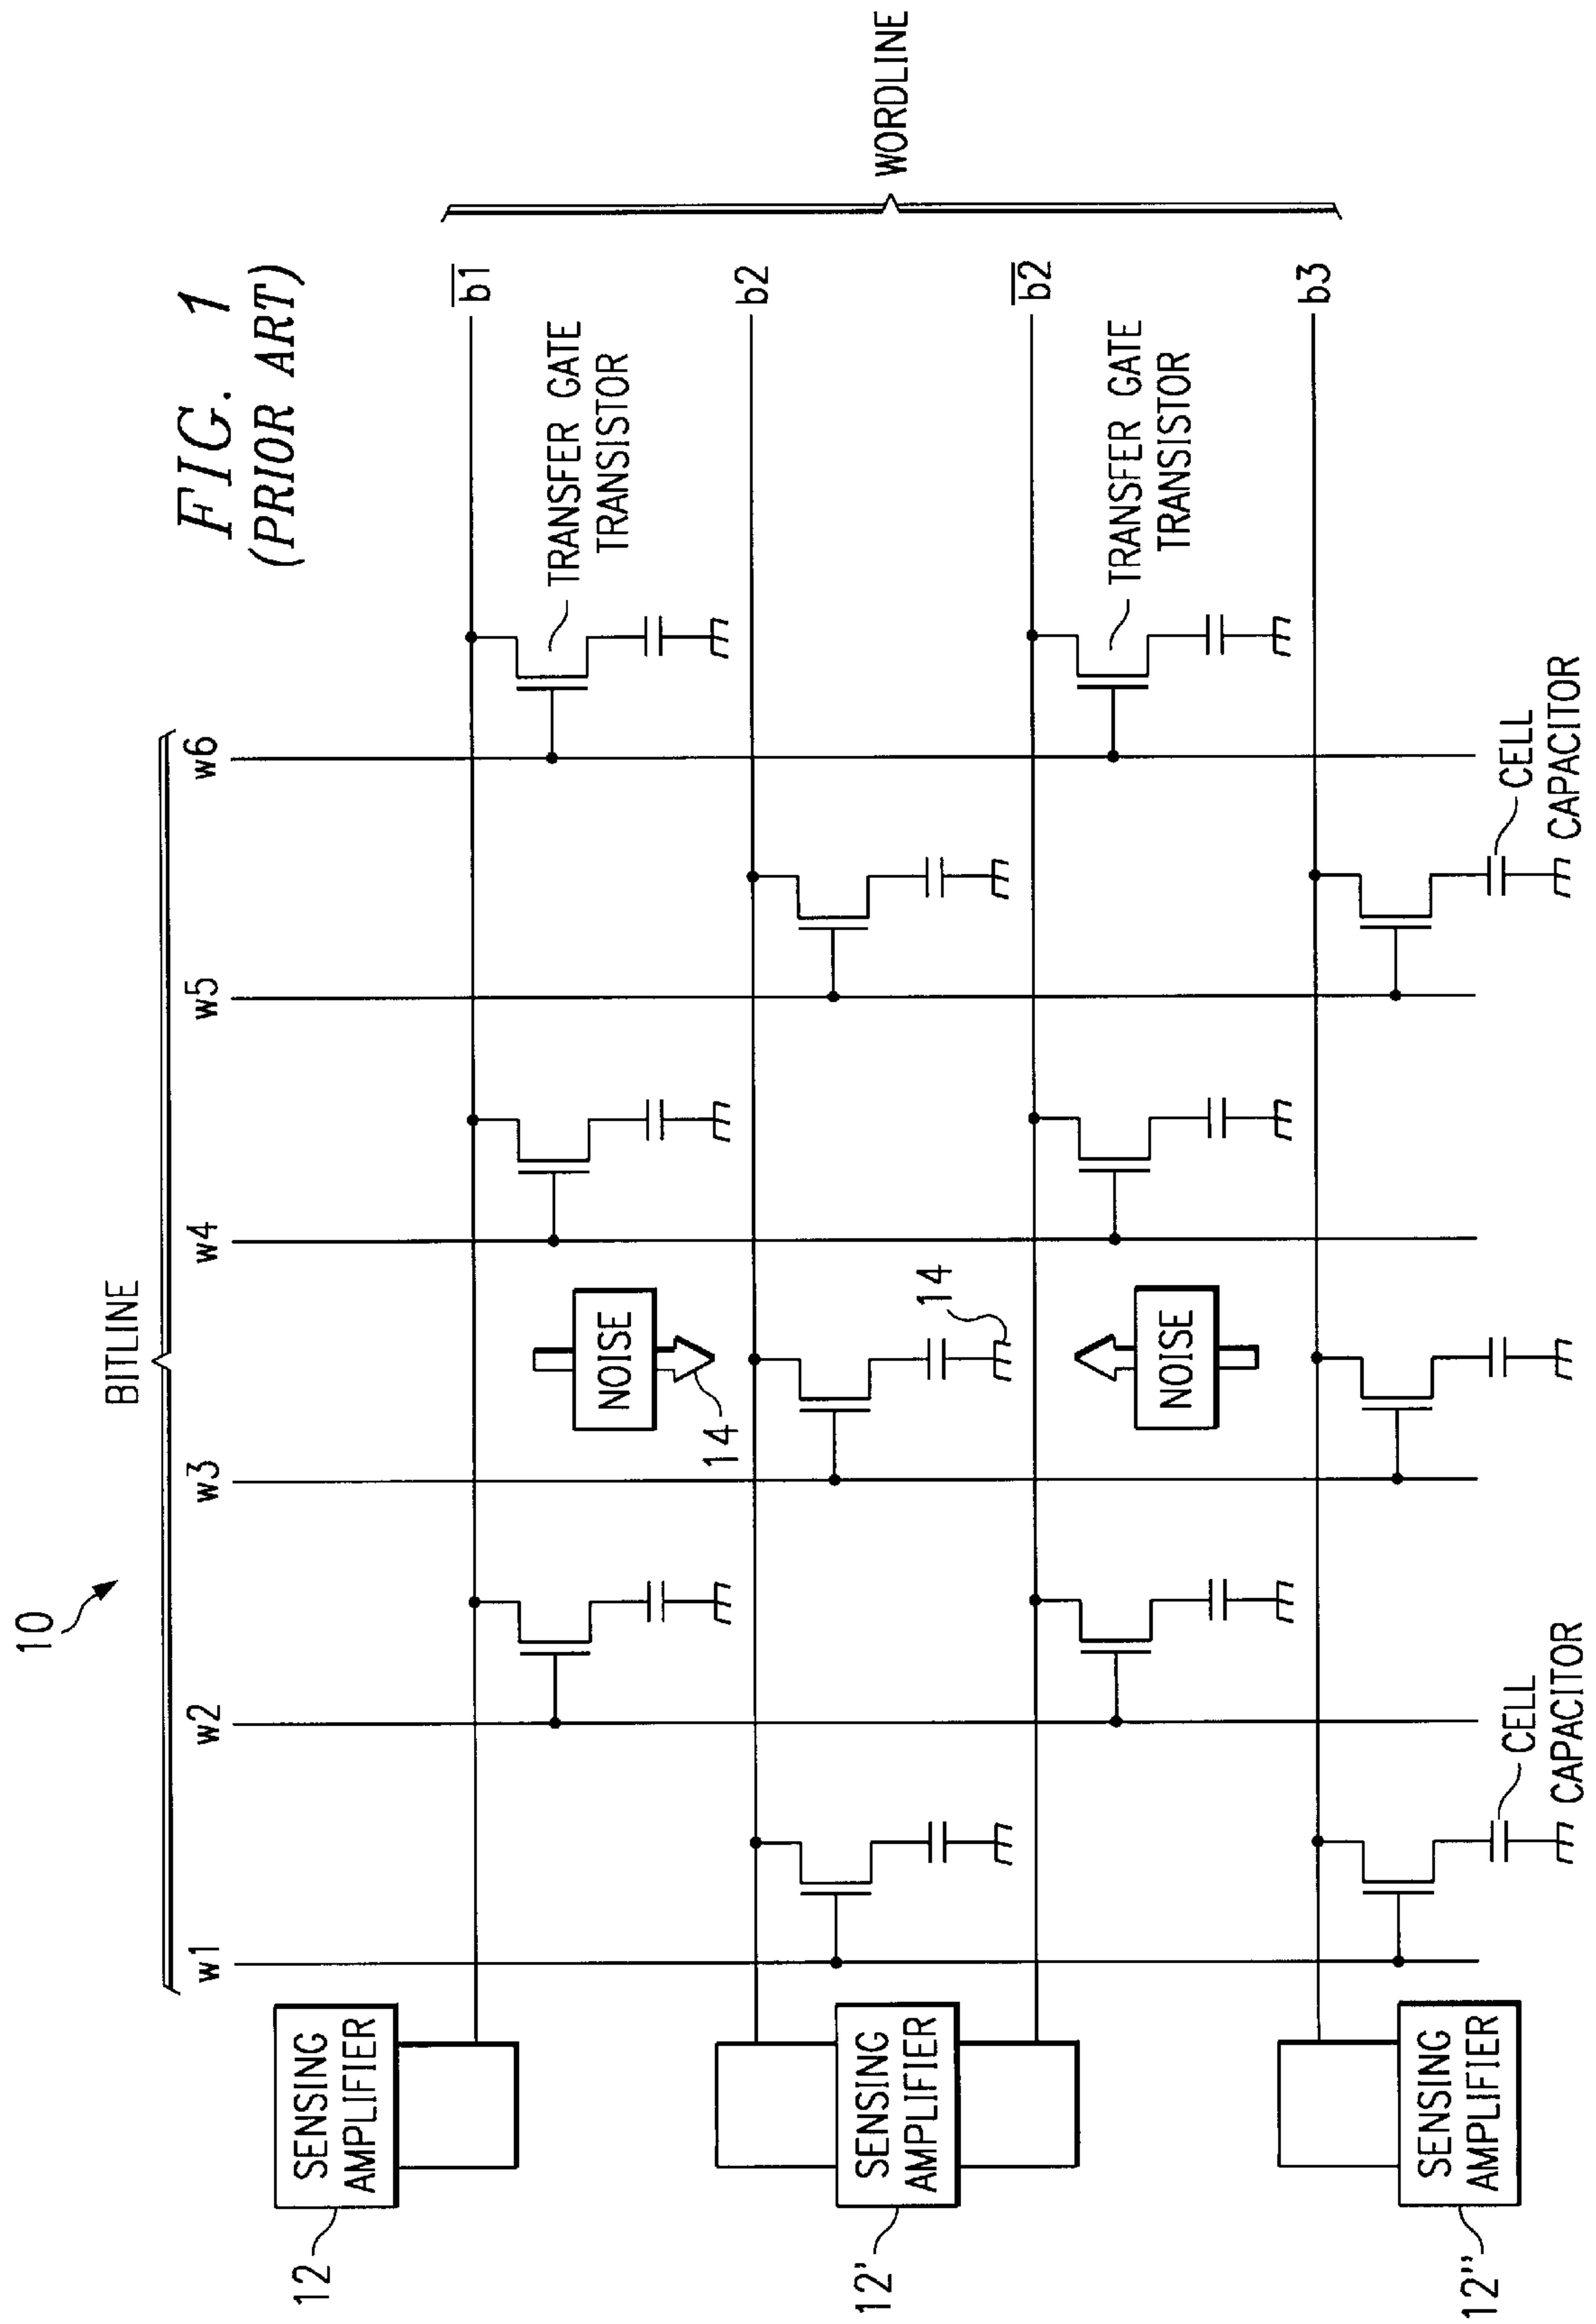 FIG. 1
(PRIOR ART)
10
BITLINE
w1
w2
w3
w4
w5
w6
WORDLINE
b1
b2
b2
b3
SENSING
AMPLIFIER
12
SENSING
AMPLIFIER
12'
SENSING
AMPLIFIER
12"
NOISE
14
14
NOISE
TRANSFER GATE
TRANSISTOR
TRANSFER GATE
TRANSISTOR
CELL
CAPACITOR
CELL
CAPACITOR